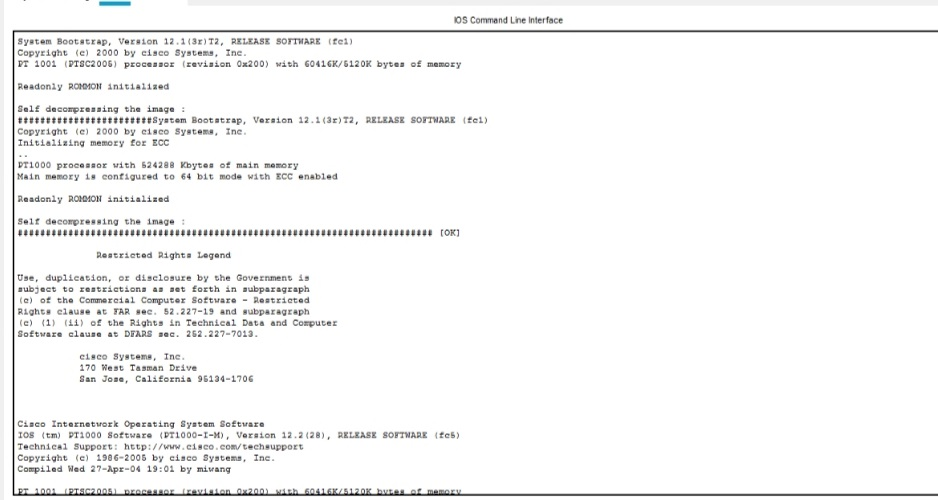 IOS Command Line Interface
System Bootstrap, Version 12.1(3r)T2, RELEASE SOFTWARE (fc1)
Copyright (c) 2000 by cisco Systems, Inc.
PT 1001 (PTSC2005) processor (revision 0x200) with 60416K/5120K bytes of memory
Readonly ROMMON initialized
Self decompressing the image :
########################System Bootstrap, Version 12.1(3r)T2, RELEASE SOFTWARE (fc1)
Copyright (c) 2000 by cisco Systems, Inc.
Initializing memory for ECC
..
PT1000 processor with 524288 Kbytes of main memory
Main memory is configured to 64 bit mode with ECC enabled
Readonly ROMMON initialized
Self decompressing the image :
########################################################################## [OK]
Restricted Rights Legend
Use, duplication, or disclosure by the Government is
subject to restrictions as set forth in subparagraph
(c) of the Commercial Computer Software - Restricted
Rights clause at FAR sec. 52.227-19 and subparagraph
(c) (1) (ii) of the Rights in Technical Data and Computer
Software clause at DFARS sec. 252.227-7013.
cisco Systems, Inc.
170 West Tasman Drive
San Jose, California 95134-1706
Cisco Internetwork Operating System Software
IOS (tm) PT1000 Software (PT1000-I-M), Version 12.2(28), RELEASE SOFTWARE (fc5)
Technical Support: http://www.cisco.com/techsupport
Copyright (c) 1986-2005 by cisco Systems, Inc.
Compiled Wed 27-Apr-04 19:01 by miwang
PT 1001 (PTSC2005) processor (revision 0x200) with 60416K/5120K bytes of memory